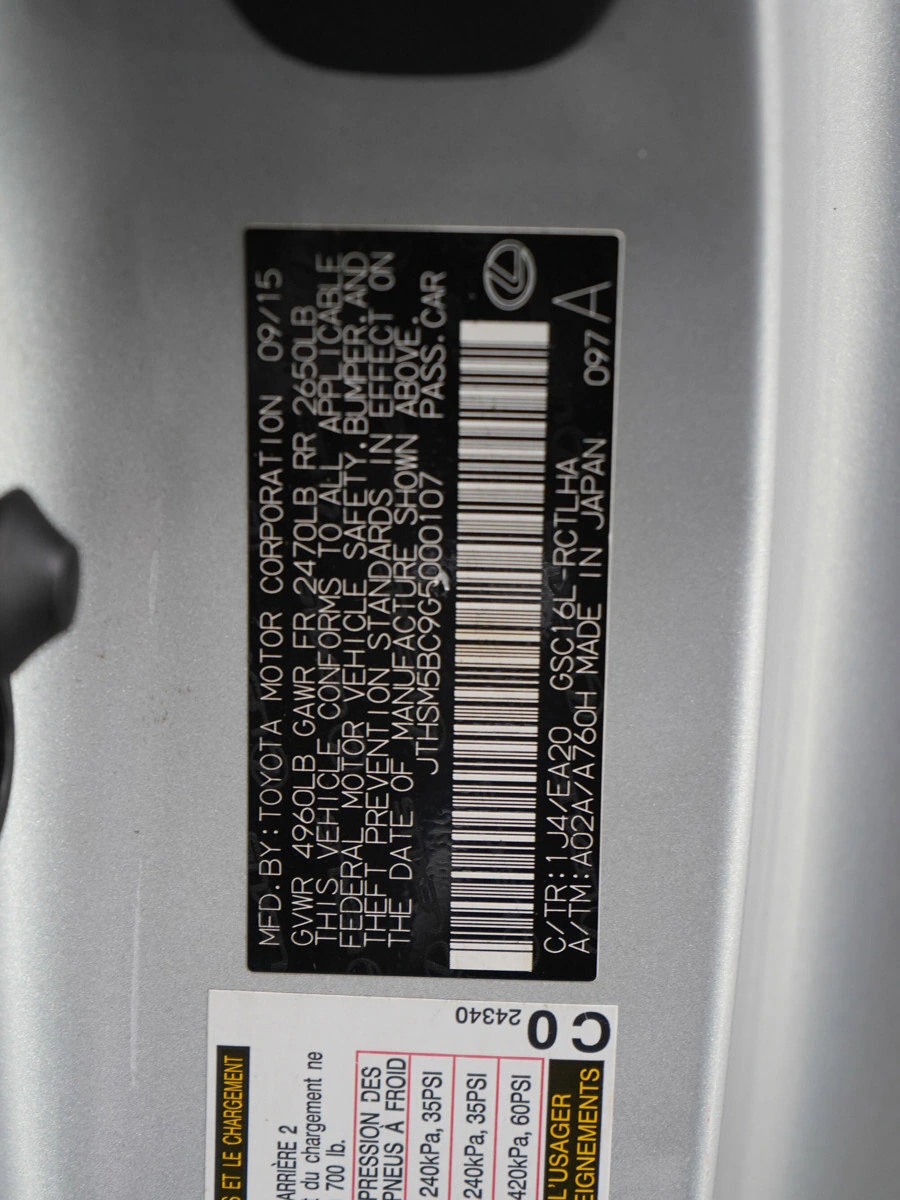 MFD.BY:TOYOTA MOTOR CORPORATION 09/15
GVWR 4960LB GAWR FR 2470LB RR 2650LB
THIS VEHICLE CONFORMS TO ALL APPLICABLE
FEDERAL MOTOR VEHICLE SAFETY,BUMPER,AND
THEFT PREVENTION STANDARDS IN EFFECT ON
THE DATE OF MANUFACTURE SHOWN ABOVE.
JTHSM5BC9G5000107 PASS.CAR
C/TR:1J4/EA20 GSC16L-RCTLHA 097 A
A/TM:A02A/A760H MADE IN JAPAN
ET LE CHARGEMENT
ARRIÈRE 2
du chargement ne
700 lb.
PRESSION DES
PNEUS À FROID
240kPa, 35PSI
240kPa, 35PSI
420kPa, 60PSI
L'USAGER
24340
C0